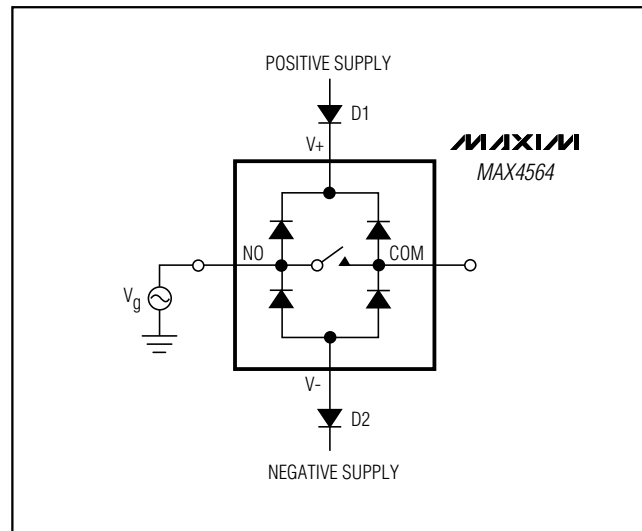 POSITIVE SUPPLY
D1
V+
MAXIM
MAX4564
NO
COM
Vg
V-
D2
NEGATIVE SUPPLY